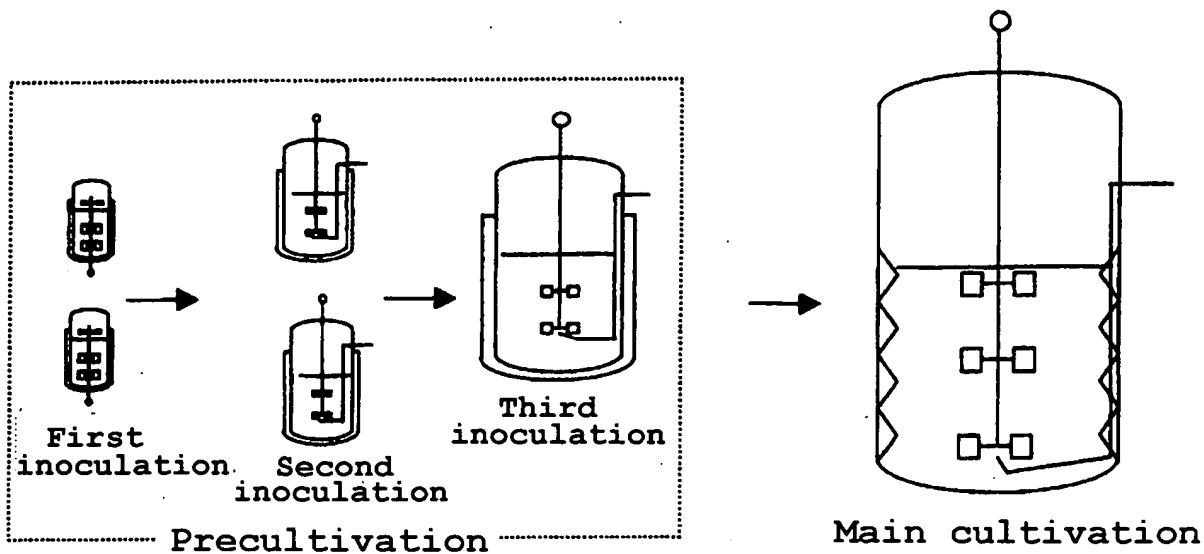 First
inoculation
Second
inoculation
Third
inoculation
Precultivation
Main cultivation